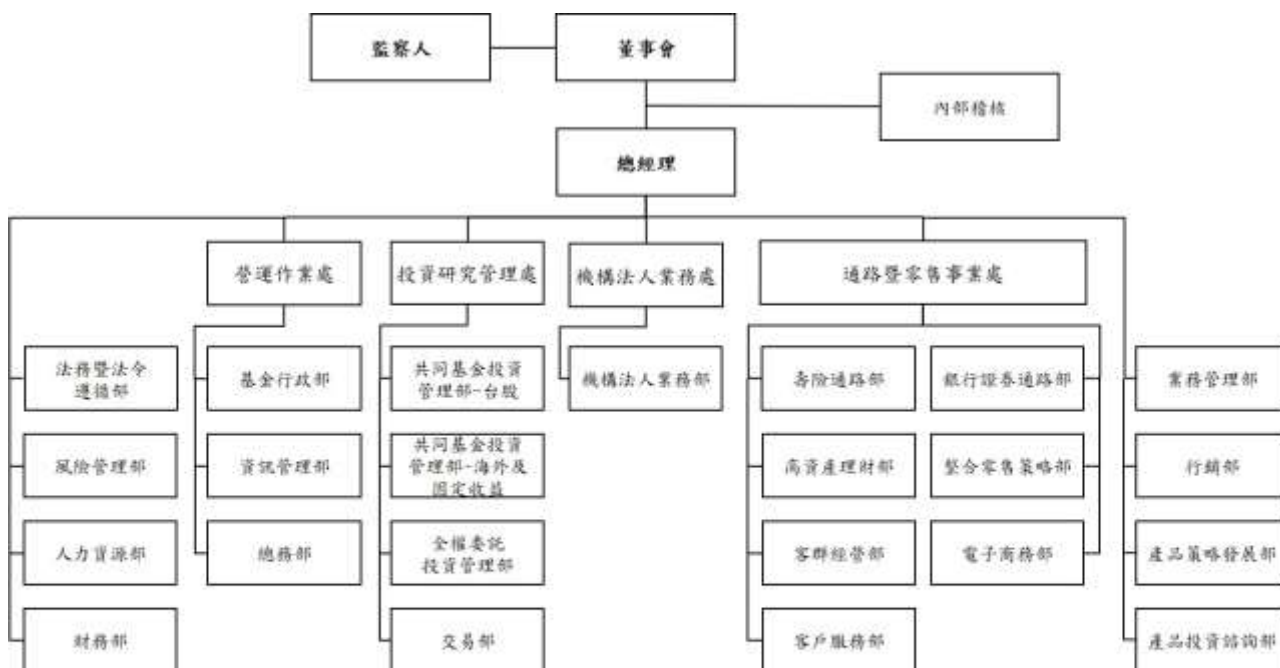 監察人
董事會
內部稽核
總經理
營運作業處
投資研究管理處
機構法人業務處
通路暨零售事業處
法務暨法令
遵循部
基金行政部
共同基金投資
管理部-台股
機構法人業務部
壽險通路部
銀行證券通路部
業務管理部
風險管理部
資訊管理部
共同基金投資
管理部-海外及
固定收益
高資產理財部
整合零售策略部
行銷部
人力資源部
總務部
全權委託
投資管理部
客群經營部
電子商務部
產品策略發展部
財務部
交易部
客戶服務部
產品投資諮詢部